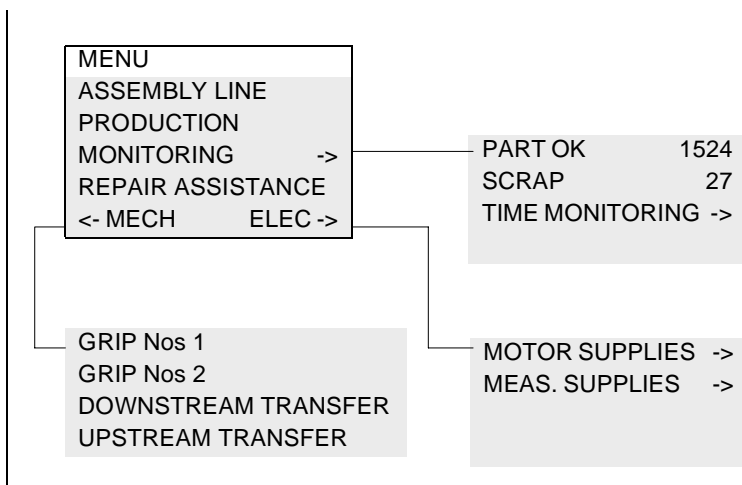 MENU
ASSEMBLY LINE
PRODUCTION
MONITORING ->
REPAIR ASSISTANCE
<- MECH ELEC ->
PART OK 1524
SCRAP 27
TIME MONITORING ->
GRIP Nos 1
GRIP Nos 2
DOWNSTREAM TRANSFER
UPSTREAM TRANSFER
MOTOR SUPPLIES ->
MEAS. SUPPLIES ->